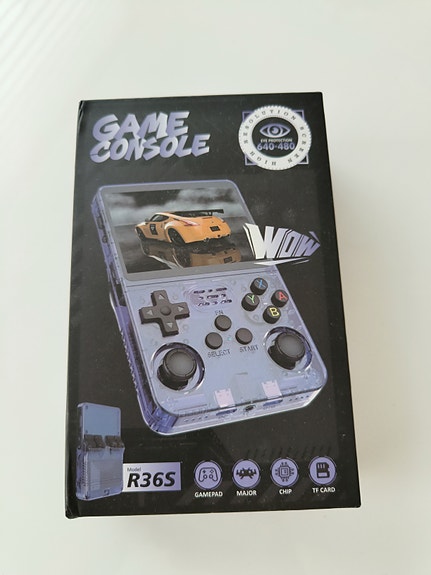 GAME
CONSOLE
HIGH RESOLUTION SCREEN
EYE PROTECTION
640*480
WOW
X
Y
A
B
FN
SELECT
START
Model
R36S
GAMEPAD
MAJOR
CHIP
TF CARD